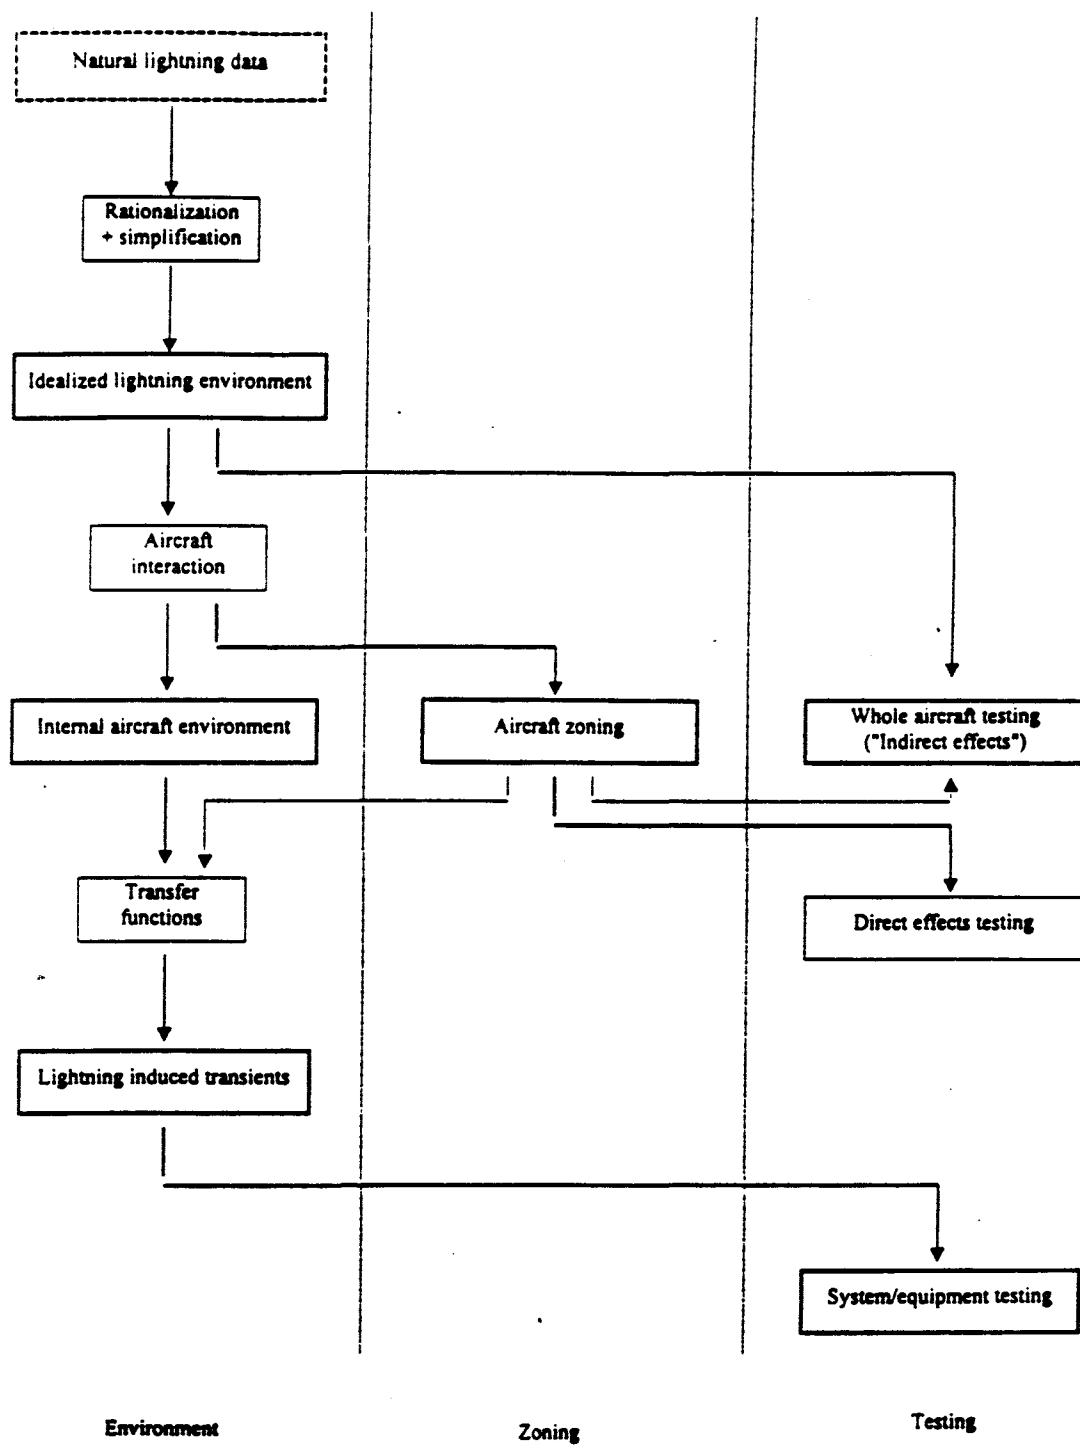 Natural lightning data
Rationalization
+ simplification
Idealized lightning environment
Aircraft
interaction
Internal aircraft environment
Aircraft zoning
Whole aircraft testing
("Indirect effects")
Transfer
functions
Direct effects testing
Lightning induced transients
System/equipment testing
Environment
Zoning
Testing